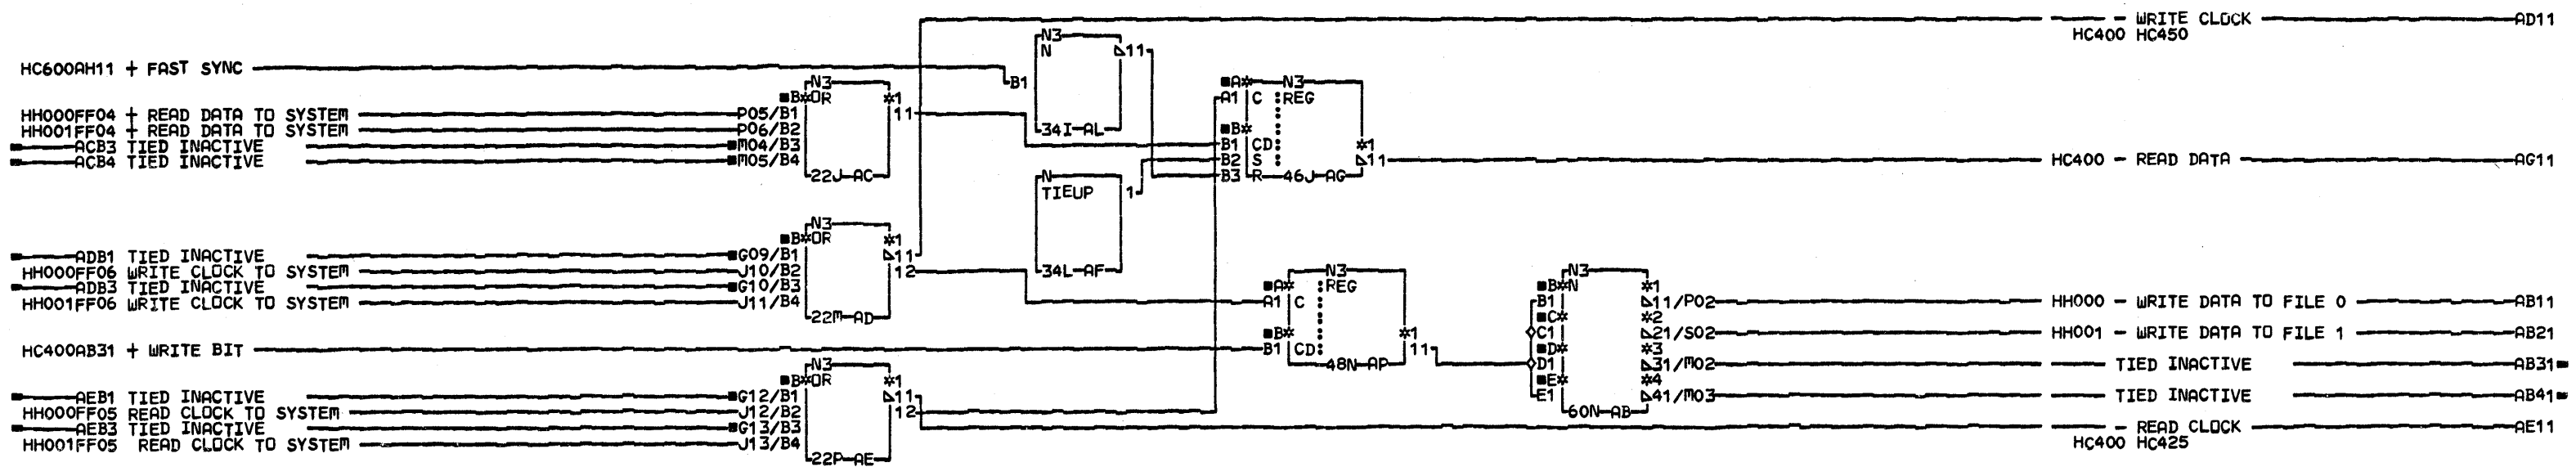 WRITE CLOCK AD11
HC400 HC450
N3
N 11
HC600AH11 + FAST SYNC
B1
N3
B*OR *1
A* N3
A1 C REG
HH000FF04 + READ DATA TO SYSTEM P05/B1 11
HH001FF04 + READ DATA TO SYSTEM P06/B2
34I AL
B*
ACB3 TIED INACTIVE M04/B3
B1 CD *1
ACB4 TIED INACTIVE M05/B4
B2 S 11 HC400 - READ DATA AG11
22J AC
N
B3 R 46J AG
TIEUP 1
N3
B*OR *1
ADB1 TIED INACTIVE G09/B1 11
HH000FF06 WRITE CLOCK TO SYSTEM J10/B2 12
34L AF
ADB3 TIED INACTIVE G10/B3
HH001FF06 WRITE CLOCK TO SYSTEM J11/B4
22M AD
N3
A* REG
A1 C
B* *1
HC400AB31 + WRITE BIT B1 CD 11
48N AP
N3
B*N *1
B1 11/P02 HH000 - WRITE DATA TO FILE 0 AB11
C* *2
C1 21/S02 HH001 - WRITE DATA TO FILE 1 AB21
D* *3
D1 31/M02 TIED INACTIVE AB31
E* *4
E1 41/M03 TIED INACTIVE AB41
60N AB
N3
B*OR *1
AEB1 TIED INACTIVE G12/B1 11
HH000FF05 READ CLOCK TO SYSTEM J12/B2 12
AEB3 TIED INACTIVE G13/B3
HH001FF05 READ CLOCK TO SYSTEM J13/B4
22P AE
- READ CLOCK AE11
HC400 HC425